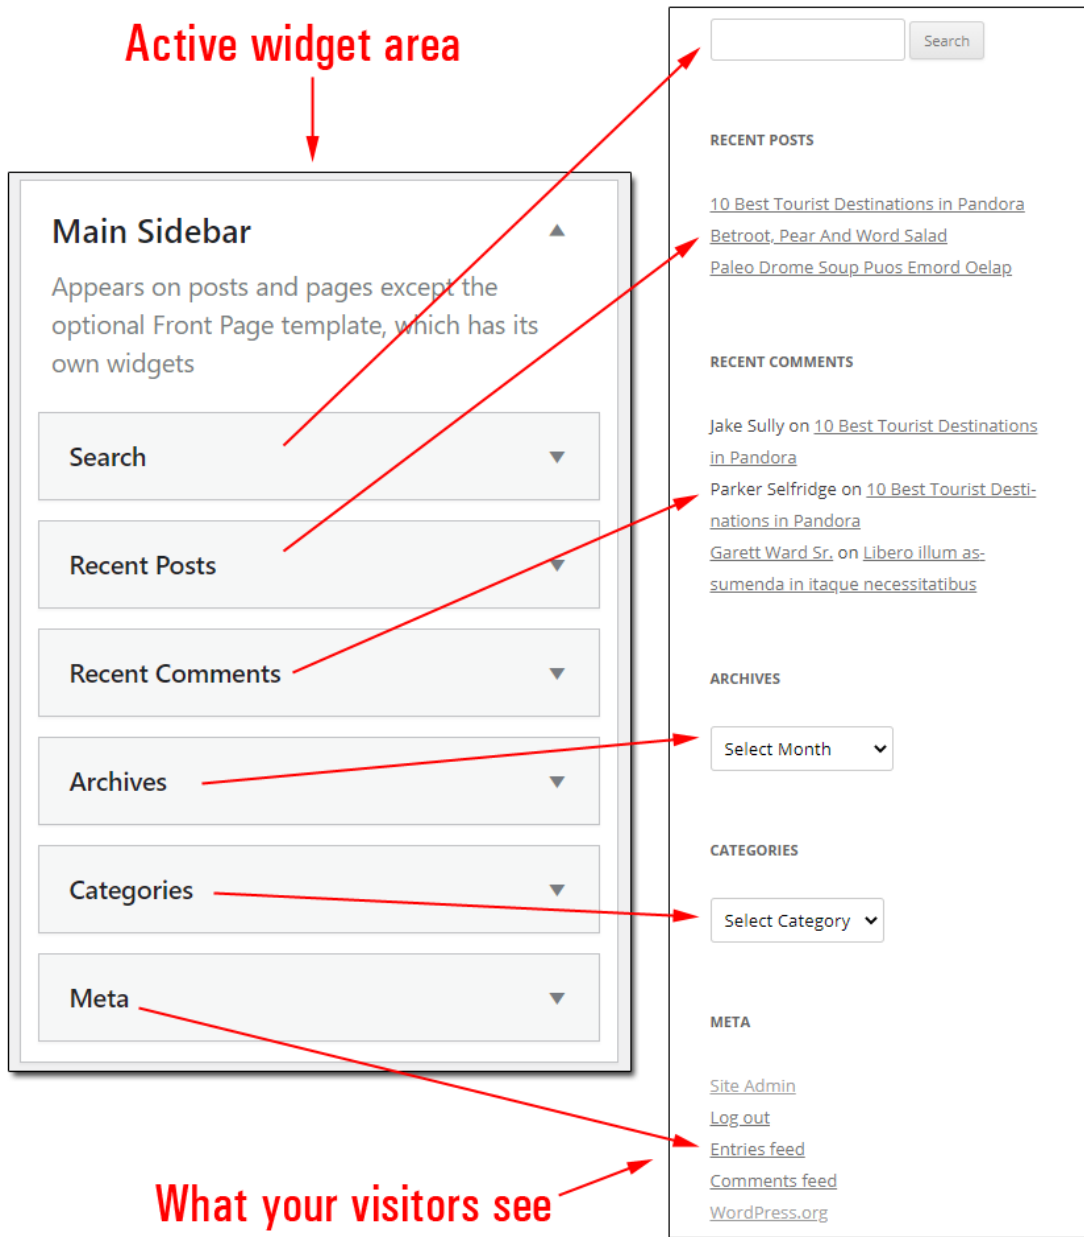 Active widget area
Main Sidebar
Appears on posts and pages except the
optional Front Page template, which has its
own widgets
Search
Recent Posts
Recent Comments
Archives
Categories
Meta
What your visitors see
Search
RECENT POSTS
10 Best Tourist Destinations in Pandora
Betroot, Pear And Word Salad
Paleo Drome Soup Puos Emord Oelap
RECENT COMMENTS
Jake Sully on 10 Best Tourist Destinations
in Pandora
Parker Selfridge on 10 Best Tourist Desti-
nations in Pandora
Garett Ward Sr. on Libero illum as-
sumenda in itaque necessitatibus
ARCHIVES
Select Month
CATEGORIES
Select Category
META
Site Admin
Log out
Entries feed
Comments feed
WordPress.org